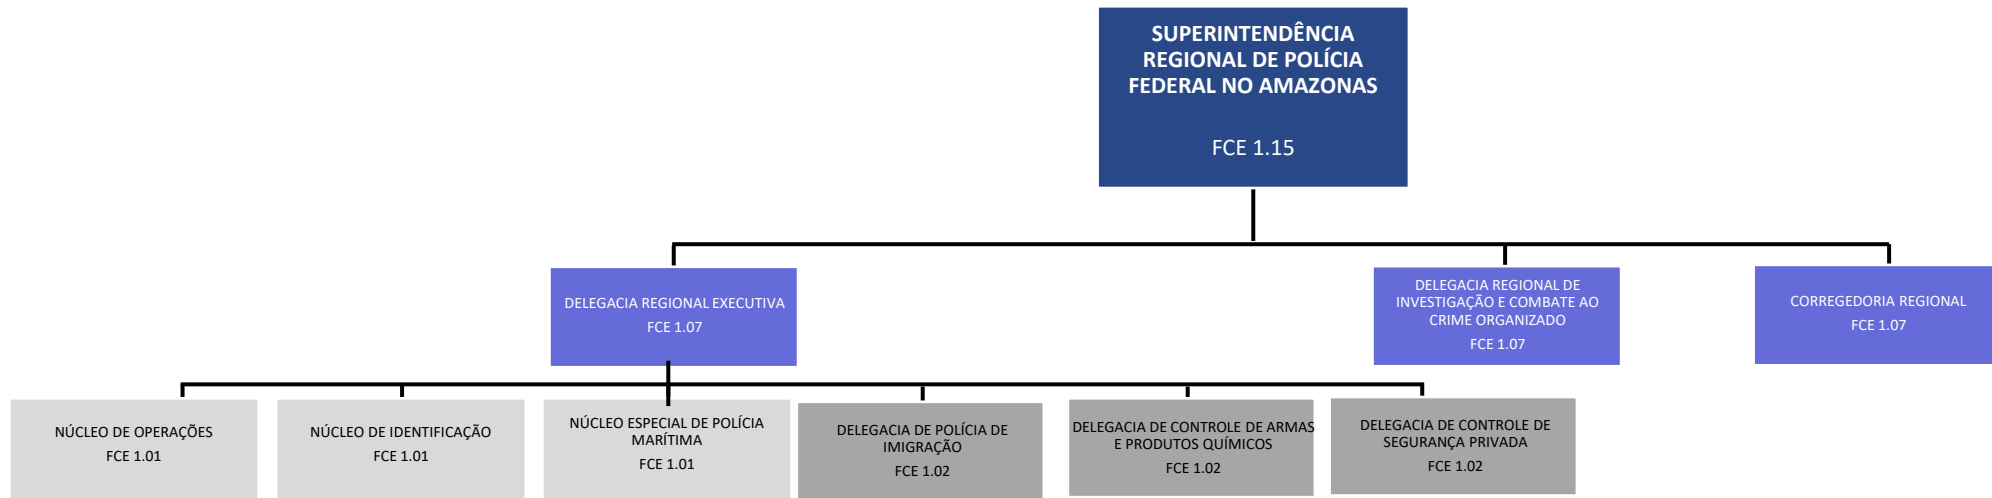 SUPERINTENDÊNCIA
REGIONAL DE POLÍCIA
FEDERAL NO AMAZONAS
FCE 1.15
DELEGACIA REGIONAL EXECUTIVA
FCE 1.07
DELEGACIA REGIONAL DE
INVESTIGAÇÃO E COMBATE AO
CRIME ORGANIZADO
FCE 1.07
CORREGEDORIA REGIONAL
FCE 1.07
NÚCLEO DE OPERAÇÕES
FCE 1.01
NÚCLEO DE IDENTIFICAÇÃO
FCE 1.01
NÚCLEO ESPECIAL DE POLÍCIA
MARÍTIMA
FCE 1.01
DELEGACIA DE POLÍCIA DE
IMIGRAÇÃO
FCE 1.02
DELEGACIA DE CONTROLE DE ARMAS
E PRODUTOS QUÍMICOS
FCE 1.02
DELEGACIA DE CONTROLE DE
SEGURANÇA PRIVADA
FCE 1.02